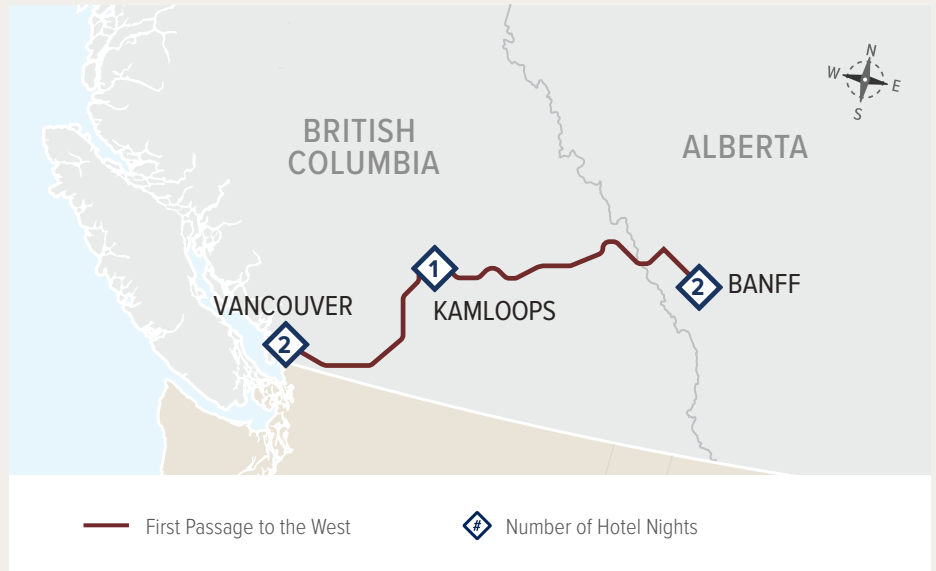 N
W
E
S
BRITISH
COLUMBIA
ALBERTA
1
2
BANFF
VANCOUVER
KAMLOOPS
2
First Passage to the West
# Number of Hotel Nights